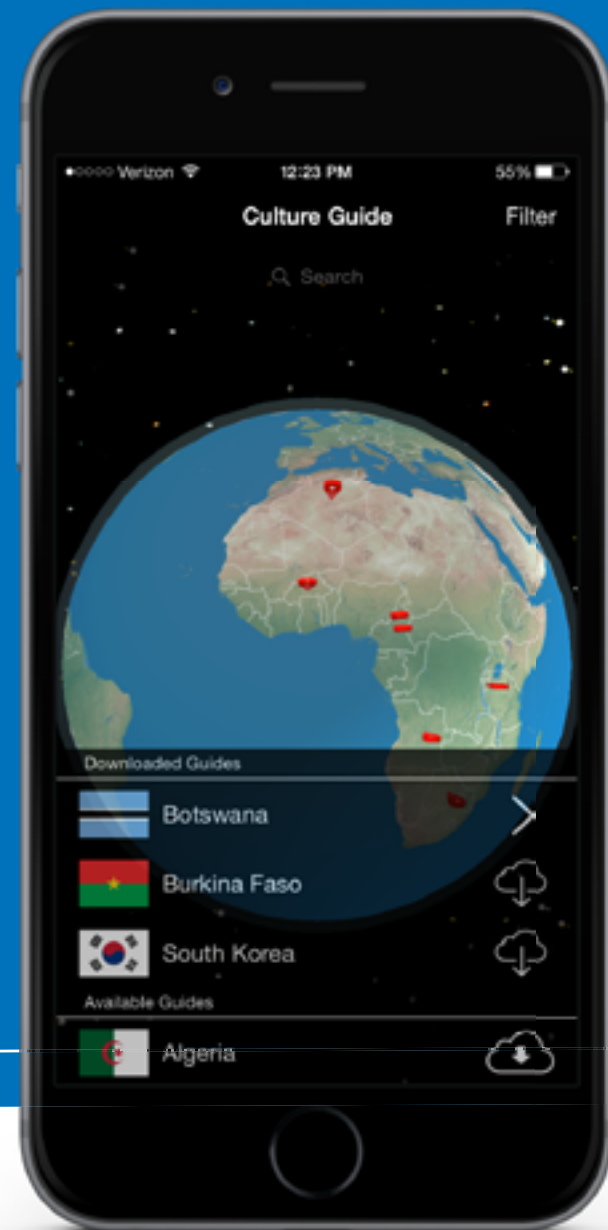 Verizon 12:23 PM 55%
Culture Guide Filter
Search
Downloaded Guides
Botswana
Burkina Faso
South Korea
Available Guides
Algeria